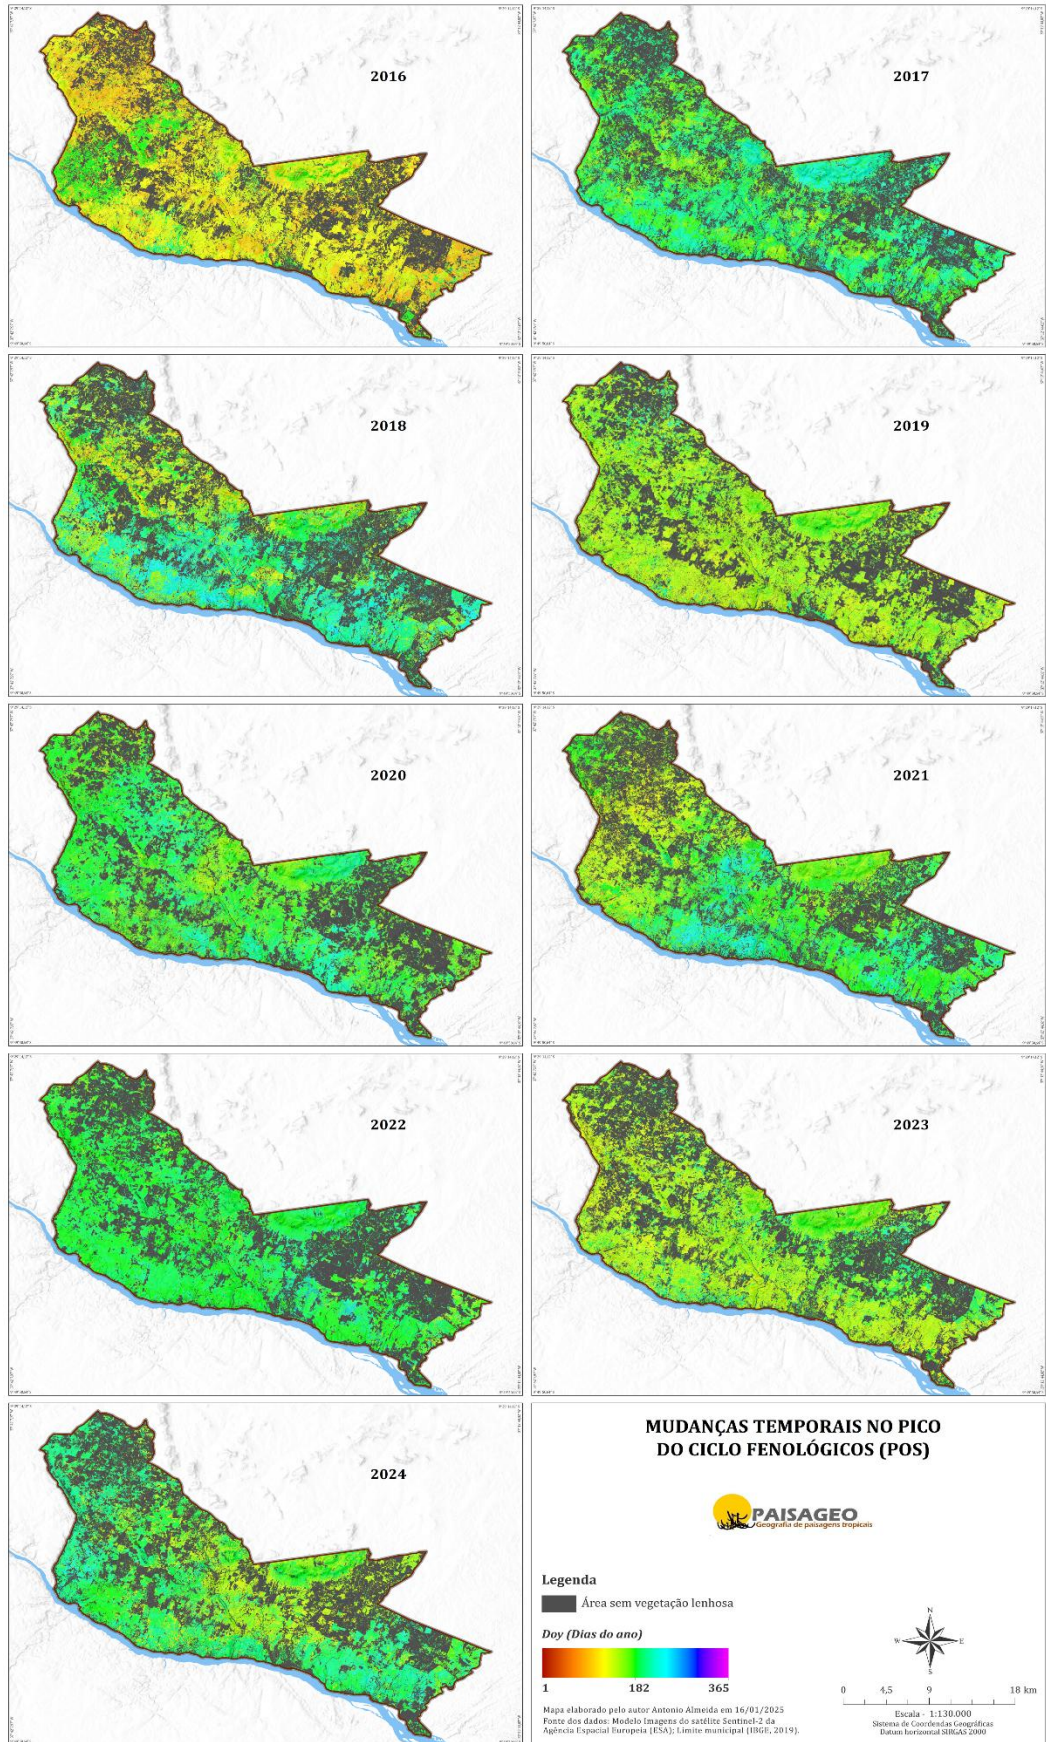 2016
2017
2018
2019
2020
2021
2022
2023
2024
MUDANÇAS TEMPORAIS NO PICO
DO CICLO FENOLÓGICOS (POS)
PAISAGEO
Geografia de paisagens tropicais
Legenda
Área sem vegetação lenhosa
Doy (Dias do ano)
1 182 365
Mapa elaborado pelo autor Antonio Almeida em 16/01/2025
Fonte dos dados: Modelo Imagens do satélite Sentinel-2 da
Agência Espacial Europeia (ESA); Limite municipal (IBGE, 2019).
N
W E
S
0 4,5 9 18 km
Escala - 1:130.000
Sistema de Coordendas Geográficas
Datum horizontal SIRGAS 2000